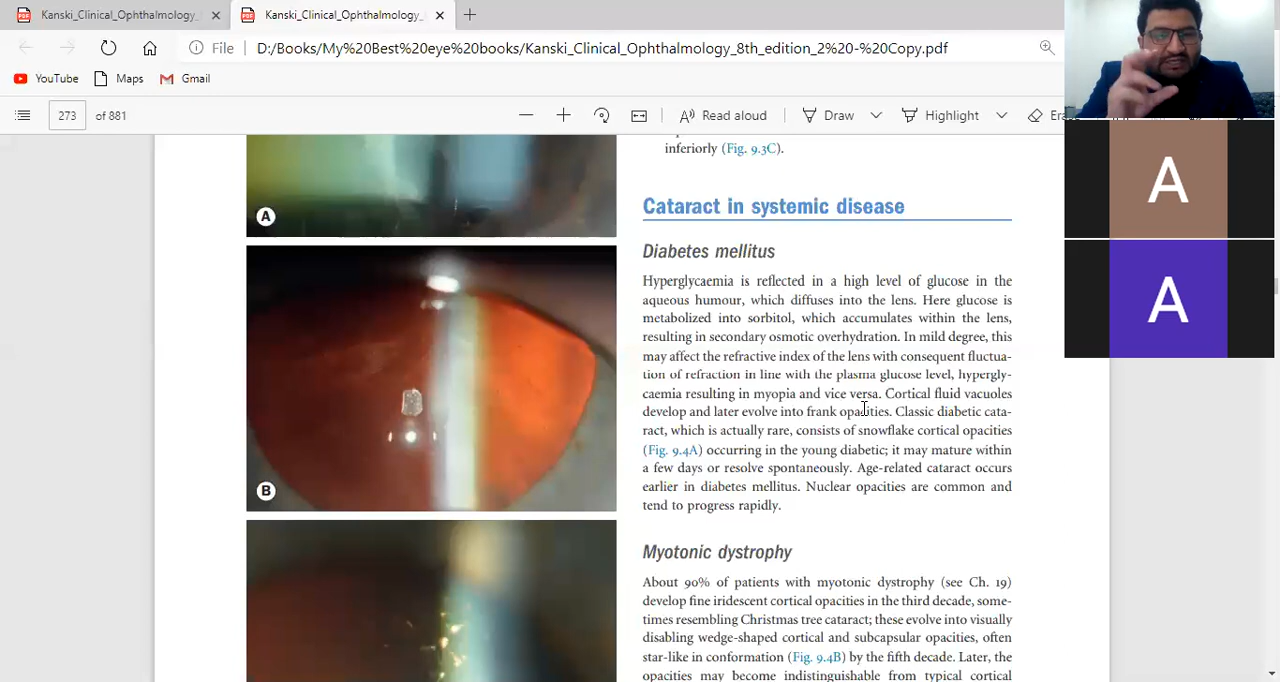 Kanski_Clinical_Ophthalmology_
Kanski_Clinical_Ophthalmology_
File
D:/Books/My%20Best%20eye%20books/Kanski_Clinical_Ophthalmology_8th_edition_2%20-%20Copy.pdf
YouTube
Maps
Gmail
273
of 881
Read aloud
Draw
Highlight
inferiorly (Fig. 9.3C).
A
Cataract in systemic disease
Diabetes mellitus
Hyperglycaemia is reflected in a high level of glucose in the
aqueous humour, which diffuses into the lens. Here glucose is
metabolized into sorbitol, which accumulates within the lens,
resulting in secondary osmotic overhydration. In mild degree, this
may affect the refractive index of the lens with consequent fluctua-
tion of refraction in line with the plasma glucose level, hypergly-
caemia resulting in myopia and vice versa. Cortical fluid vacuoles
develop and later evolve into frank opacities. Classic diabetic cata-
ract, which is actually rare, consists of snowflake cortical opacities
(Fig. 9.4A) occurring in the young diabetic; it may mature within
a few days or resolve spontaneously. Age-related cataract occurs
earlier in diabetes mellitus. Nuclear opacities are common and
tend to progress rapidly.
B
Myotonic dystrophy
About 90% of patients with myotonic dystrophy (see Ch. 19)
develop fine iridescent cortical opacities in the third decade, some-
times resembling Christmas tree cataract; these evolve into visually
disabling wedge-shaped cortical and subcapsular opacities, often
star-like in conformation (Fig. 9.4B) by the fifth decade. Later, the
opacities may become indistinguishable from typical cortical
A
A